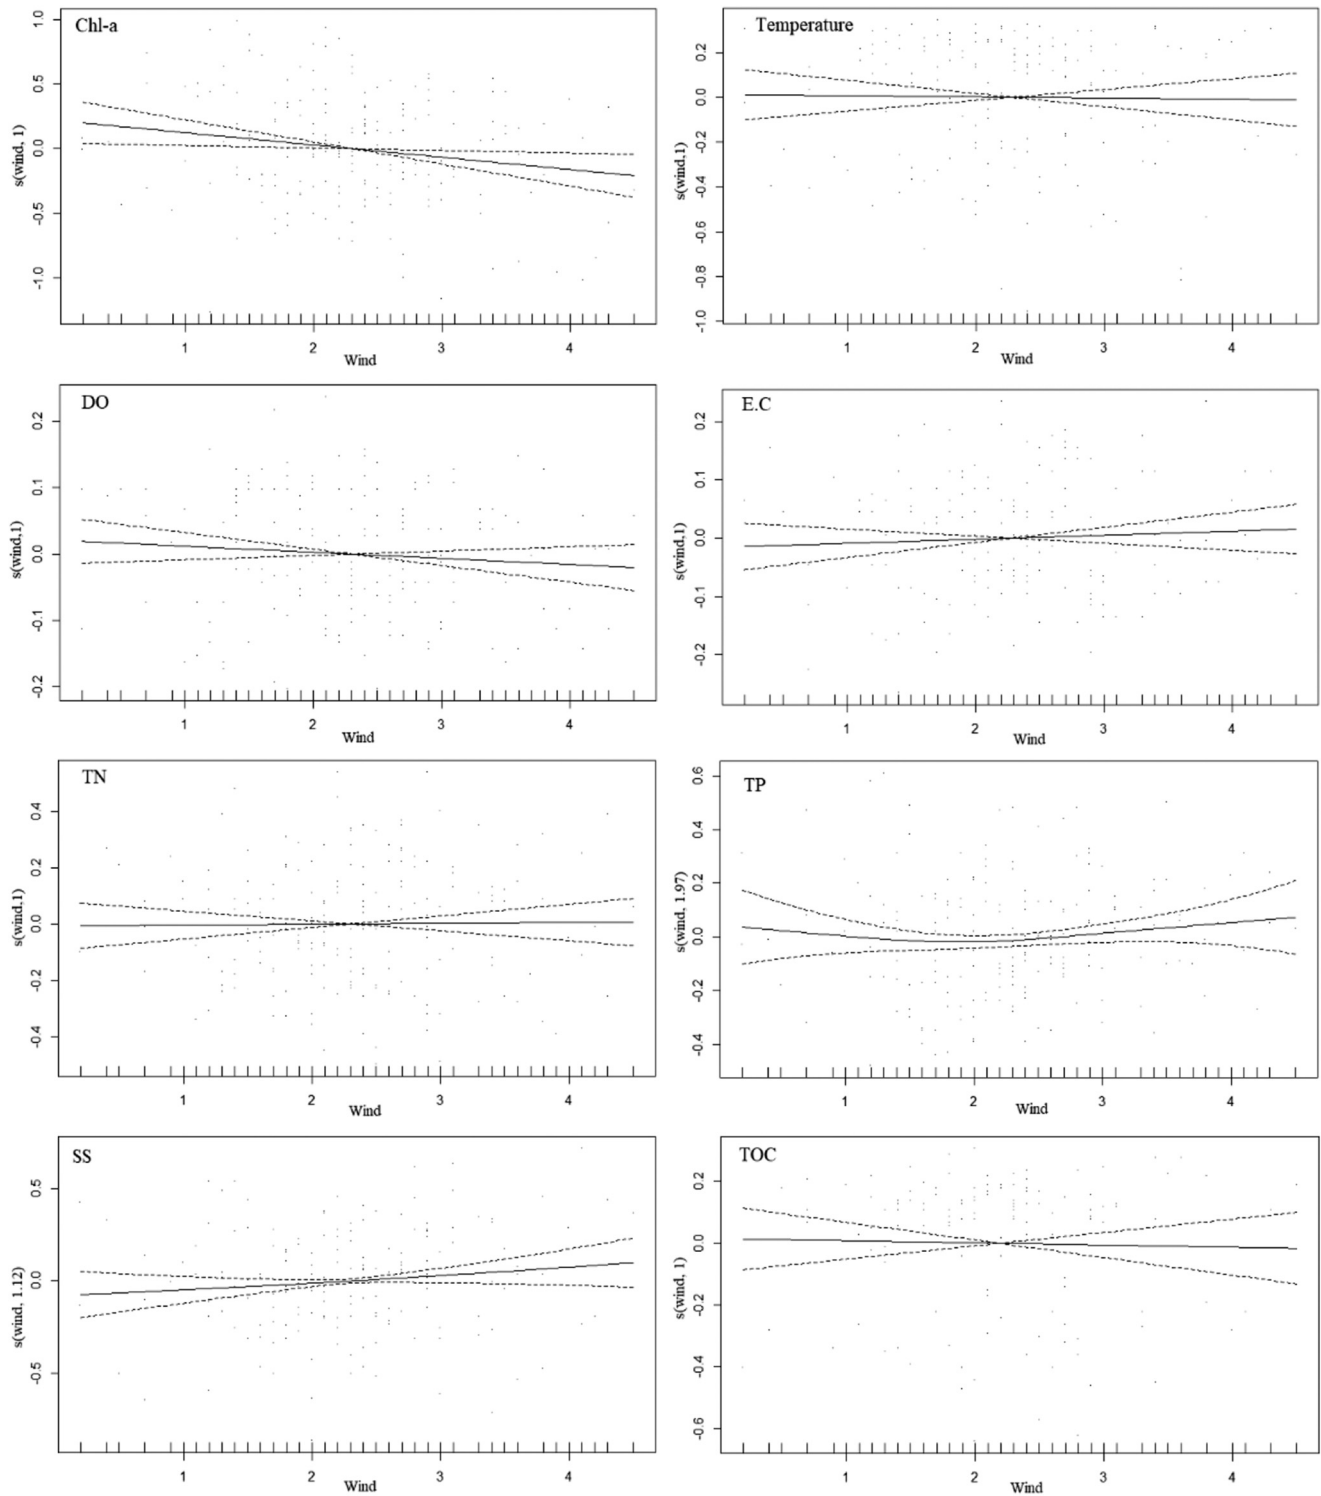 Chl-a
1.0
0.5
0.0
-0.5
-1.0
s(wind, 1)
1 2 3 4
Wind
Temperature
0.2
0.0
-0.2
-0.4
-0.6
-0.8
-1.0
s(wind,1)
1 2 3 4
Wind
DO
0.2
0.1
0.0
-0.1
-0.2
s(wind,1)
1 2 3 4
Wind
E.C
0.2
0.1
0.0
-0.1
-0.2
s(wind,1)
1 2 3 4
Wind
TN
0.4
0.2
0.0
-0.2
-0.4
s(wind,1)
1 2 3 4
Wind
TP
0.6
0.4
0.2
0.0
-0.2
-0.4
s(wind, 1.97)
1 2 3 4
Wind
SS
0.5
0.0
-0.5
s(wind, 1.12)
1 2 3 4
Wind
TOC
0.2
0.0
-0.2
-0.4
-0.6
s(wind, 1)
1 2 3 4
Wind